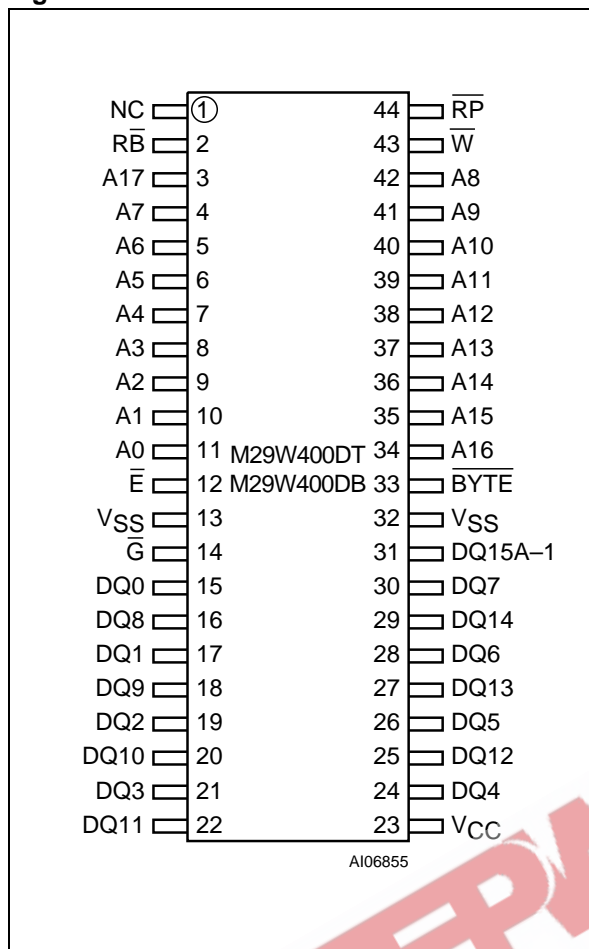 NC 1 44 R̅P̅
RB̅ 2 43 W̅
A17 3 42 A8
A7 4 41 A9
A6 5 40 A10
A5 6 39 A11
A4 7 38 A12
A3 8 37 A13
A2 9 36 A14
A1 10 35 A15
A0 11 M29W400DT 34 A16
E̅ 12 M29W400DB 33 B̅Y̅T̅E̅
VSS 13 32 VSS
G̅ 14 31 DQ15A–1
DQ0 15 30 DQ7
DQ8 16 29 DQ14
DQ1 17 28 DQ6
DQ9 18 27 DQ13
DQ2 19 26 DQ5
DQ10 20 25 DQ12
DQ3 21 24 DQ4
DQ11 22 23 VCC
AI06855